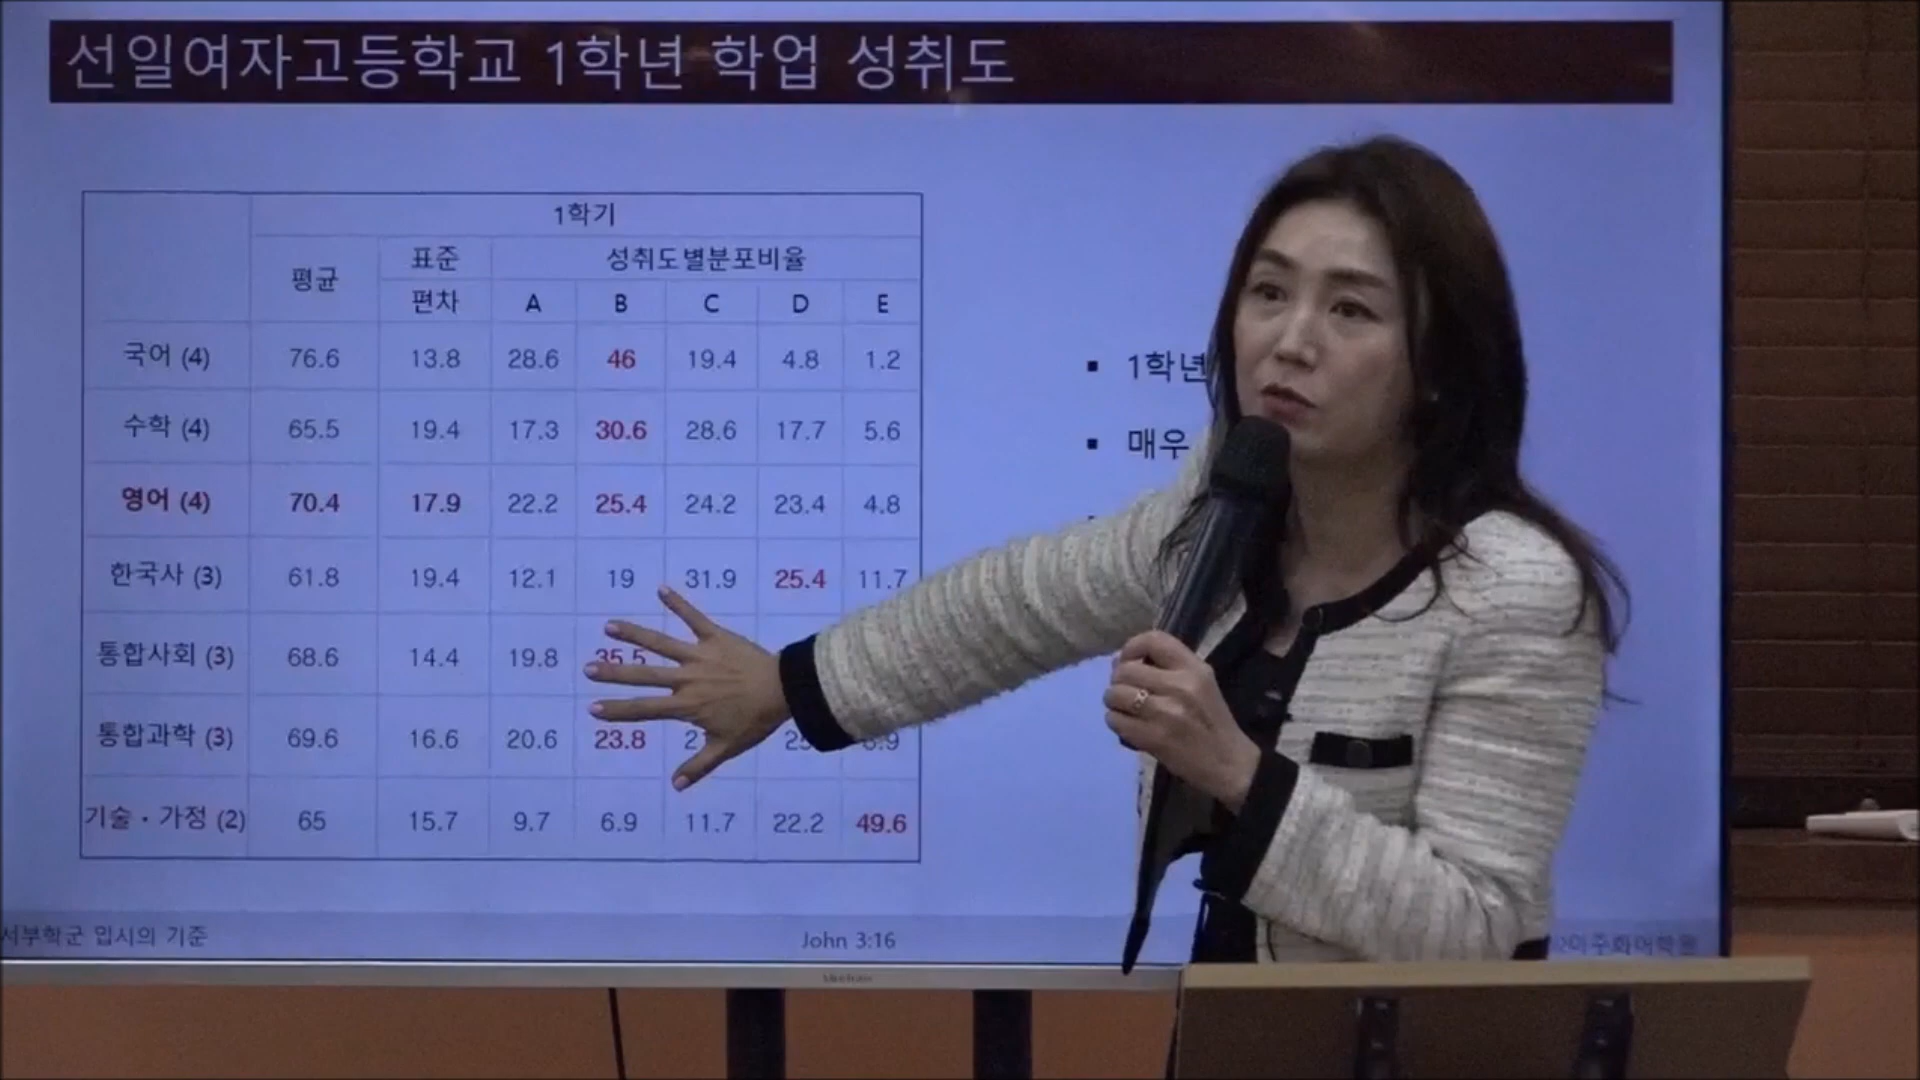 선일여자고등학교 1학년 학업 성취도
1학기
평균 표준 편차 성취도별분포비율
A B C D E
국어 (4) 76.6 13.8 28.6 46 19.4 4.8 1.2
수학 (4) 65.5 19.4 17.3 30.6 28.6 17.7 5.6
영어 (4) 70.4 17.9 22.2 25.4 24.2 23.4 4.8
한국사 (3) 61.8 19.4 12.1 19 31.9 25.4 11.7
통합사회 (3) 68.6 14.4 19.8 35.5
통합과학 (3) 69.6 16.6 20.6 23.8
기술・가정 (2) 65 15.7 9.7 6.9 11.7 22.2 49.6
▪ 1학년
▪ 매우
서부학군 입시의 기준
John 3:16